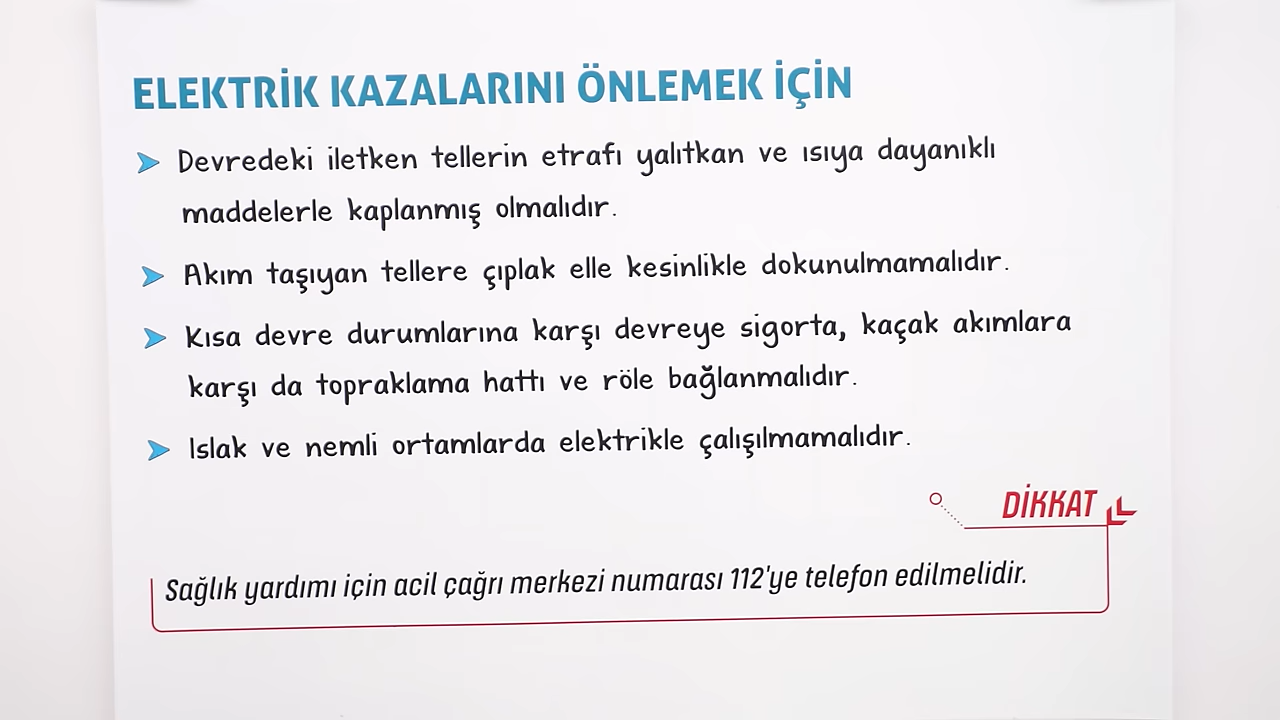 ELEKTRİK KAZALARINI ÖNLEMEK İÇİN
Devredeki iletken tellerin etrafı yalıtkan ve ısıya dayanıklı
maddelerle kaplanmış olmalıdır.
Akım taşıyan tellere çıplak elle kesinlikle dokunulmamalıdır.
Kısa devre durumlarına karşı devreye sigorta, kaçak akımlara
karşı da topraklama hattı ve röle bağlanmalıdır.
Islak ve nemli ortamlarda elektrikle çalışılmamalıdır.
DİKKAT
Sağlık yardımı için acil çağrı merkezi numarası 112'ye telefon edilmelidir.